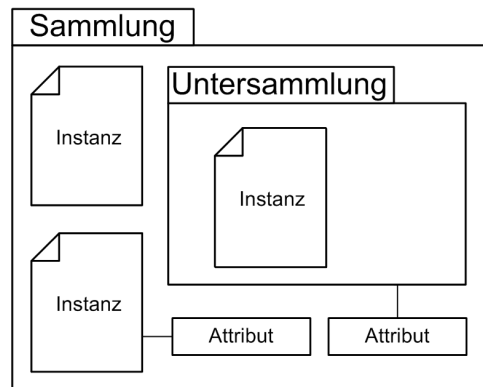 Sammlung
Untersammlung
Instanz
Instanz
Instanz
Attribut
Attribut